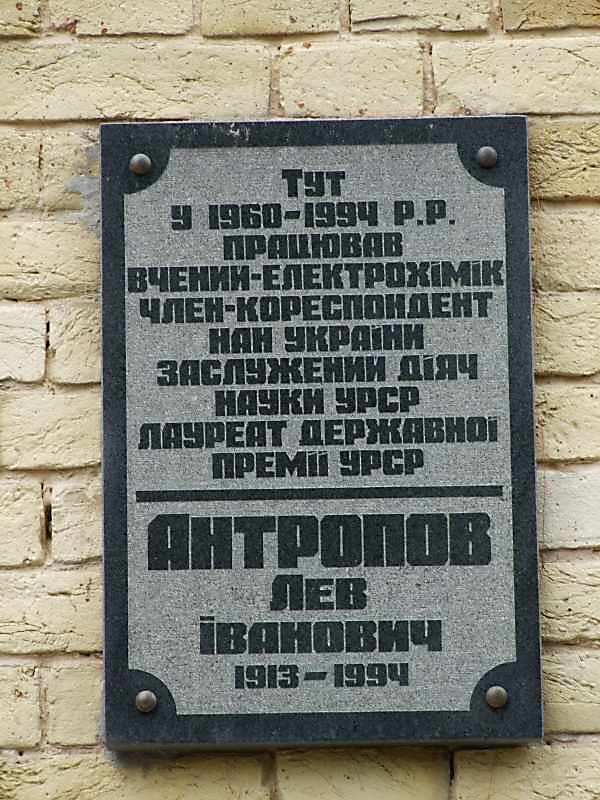 Тут
у 1960-1994 р.р.
працював
вчений-електрохімік
член-кореспондент
НАН України
заслужений діяч
науки УРСР
лауреат Державної
премії УРСР
Антропов
Лев
Іванович
1913-1994